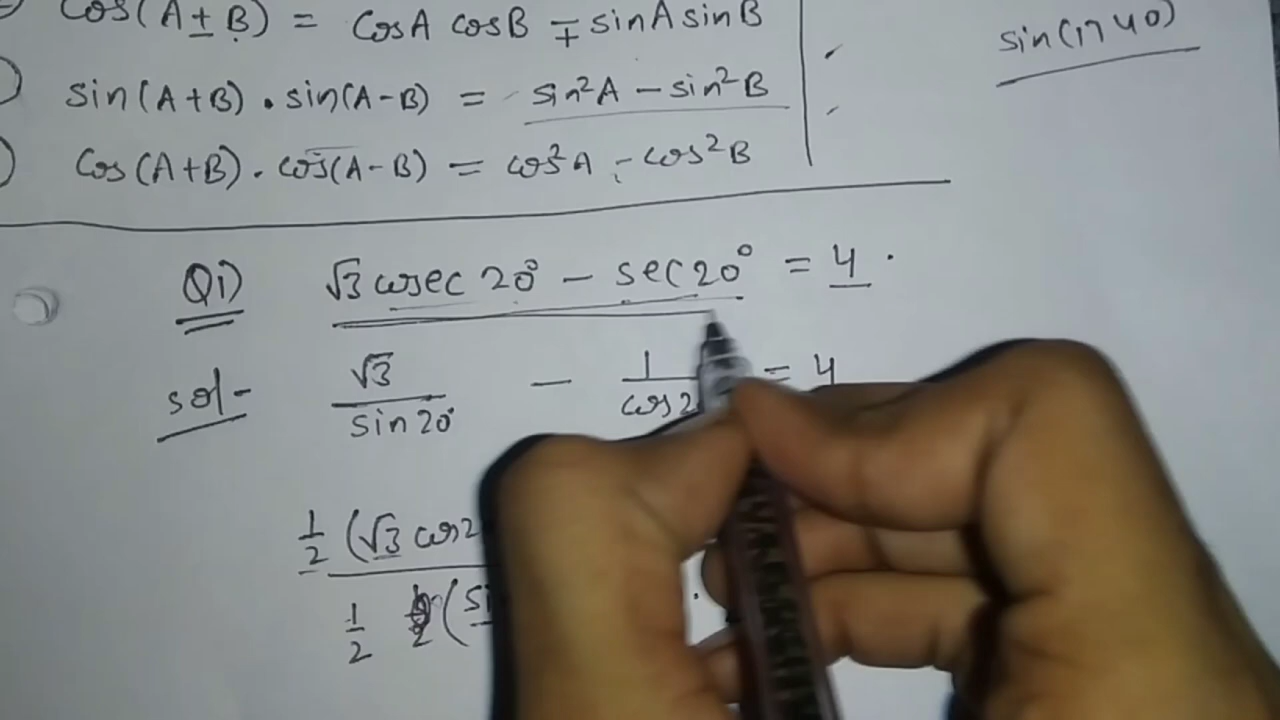 cos(A ± B) = cosA cosB ∓ sinA sinB
sin(1740)
sin(A+B) . sin(A-B) = sin²A - sin²B
cos(A+B) . cos(A-B) = cos²A - cos²B
Q1) √3 cosec 20° - sec 20° = 4 .
sol- √3 / sin 20° - 1 / cos2 = 4
1/2 (√3 cos2
1/2 (si